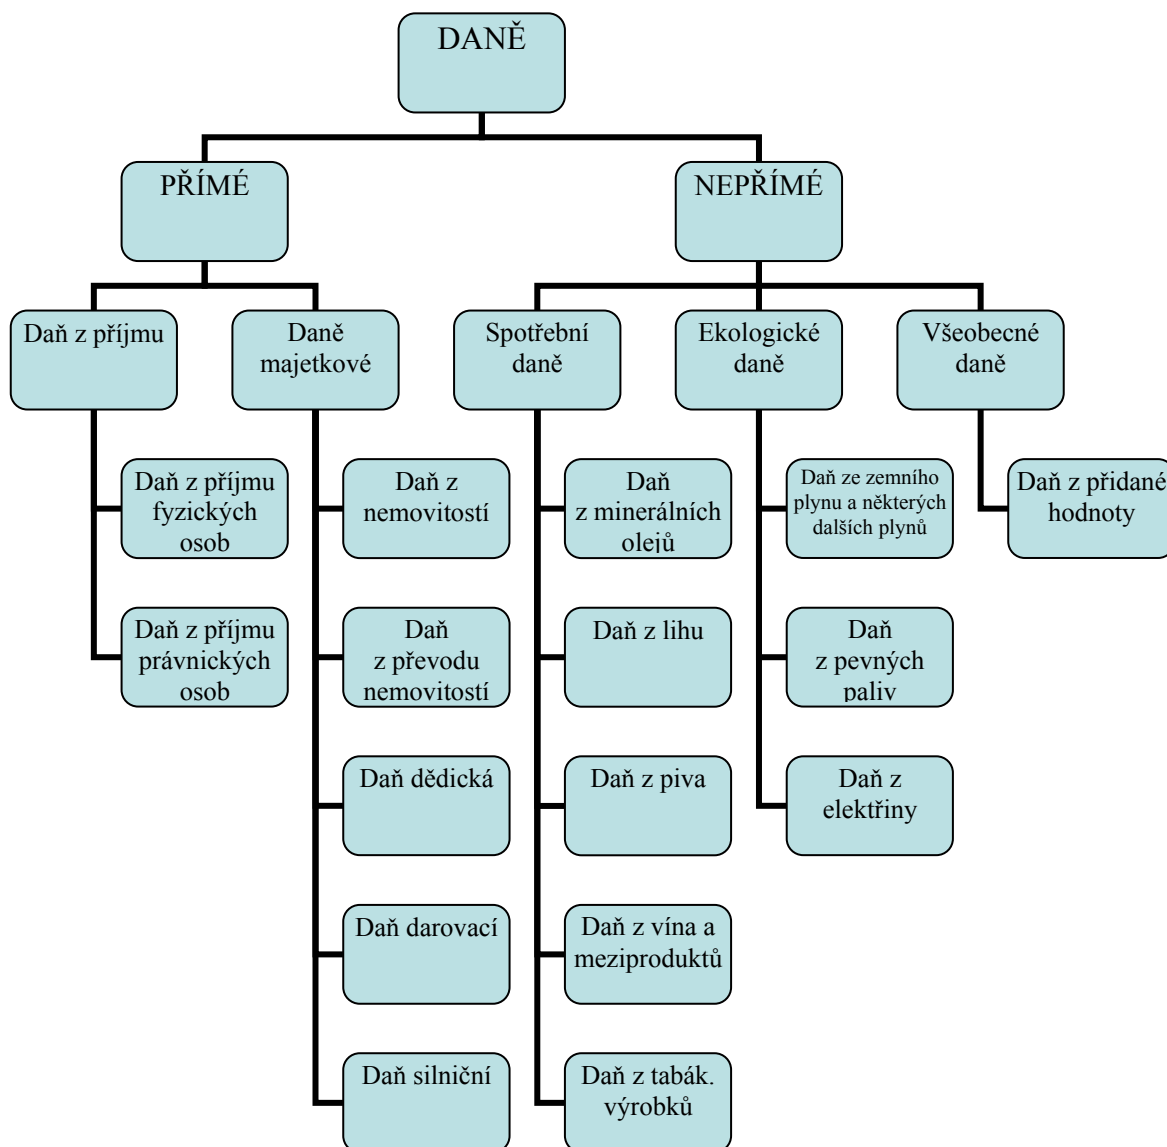 DANĚ
PŘÍMÉ
NEPŘÍMÉ
Daň z příjmu
Daně
majetkové
Spotřební
daně
Ekologické
daně
Všeobecné
daně
Daň z příjmu
fyzických
osob
Daň z
nemovitostí
Daň
z minerálních
olejů
Daň ze zemního
plynu a některých
dalších plynů
Daň z přidané
hodnoty
Daň z příjmu
právnických
osob
Daň
z převodu
nemovitostí
Daň z lihu
Daň
z pevných
paliv
Daň dědická
Daň z piva
Daň z
elektřiny
Daň darovací
Daň z vína a
meziproduktů
Daň silniční
Daň z tabák.
výrobků